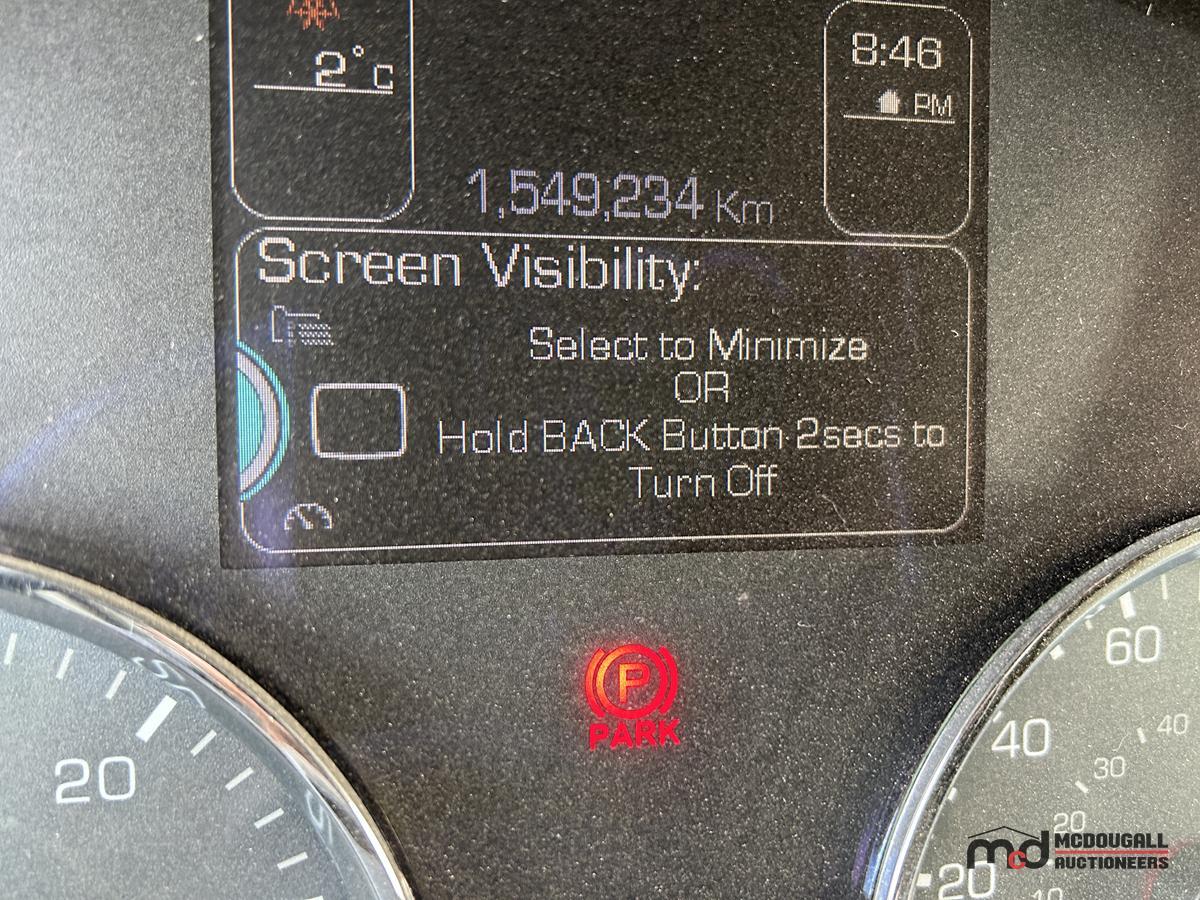 2°C
8:46
PM
1,549,234 Km
Screen Visibility:
Select to Minimize
OR
Hold BACK Button 2secs to
Turn Off
P
PARK
20
60
40
40
30
20
20
10
mcd MCDOUGALL
AUCTIONEERS